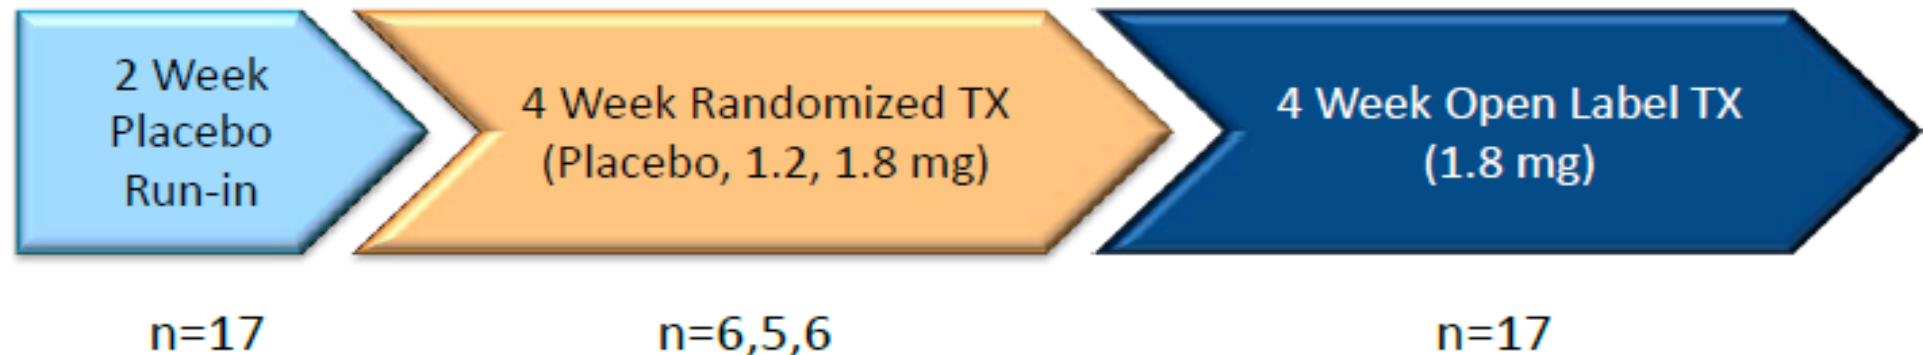 2 Week
Placebo
Run-in
4 Week Randomized TX
(Placebo, 1.2, 1.8 mg)
4 Week Open Label TX
(1.8 mg)
n=17
n=6,5,6
n=17